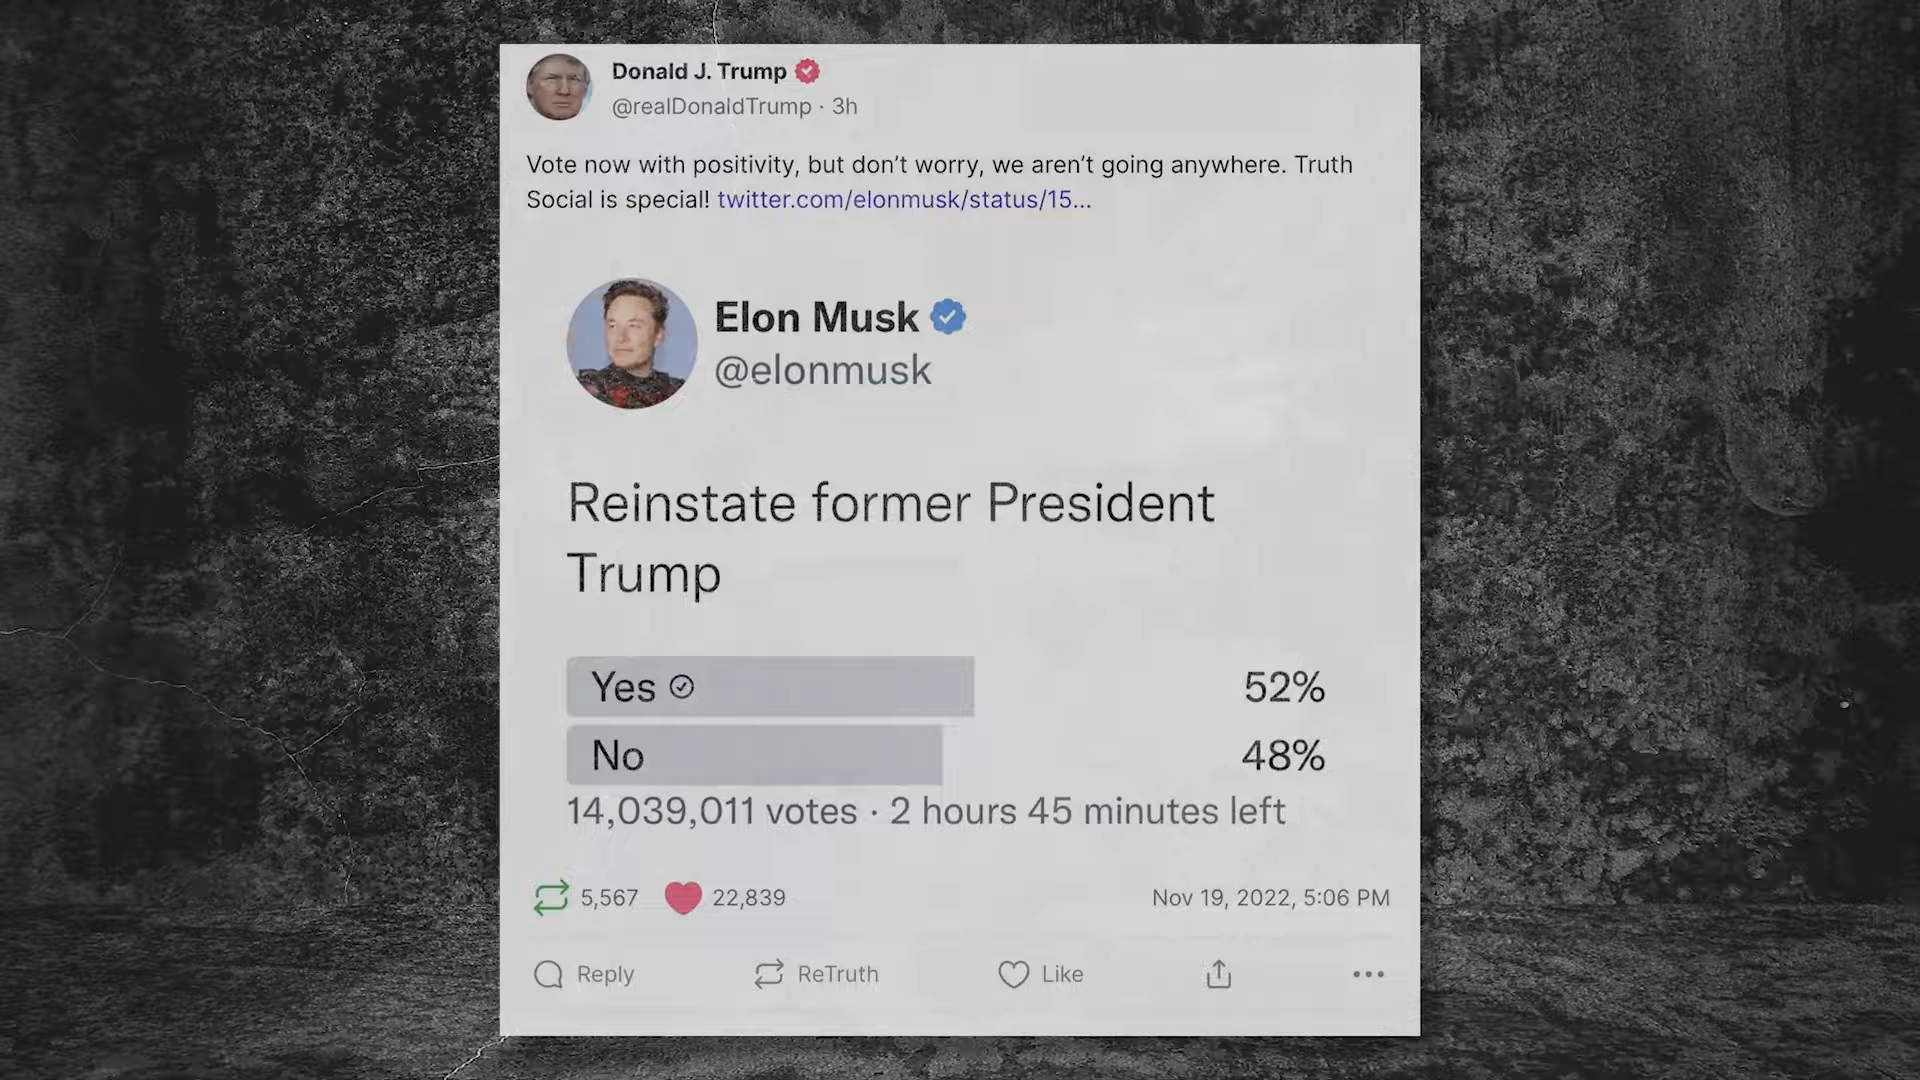 Donald J. Trump
@realDonaldTrump · 3h
Vote now with positivity, but don't worry, we aren't going anywhere. Truth
Social is special! twitter.com/elonmusk/status/15...
Elon Musk
@elonmusk
Reinstate former President
Trump
Yes 52%
No 48%
14,039,011 votes · 2 hours 45 minutes left
5,567 22,839 Nov 19, 2022, 5:06 PM
Reply ReTruth Like